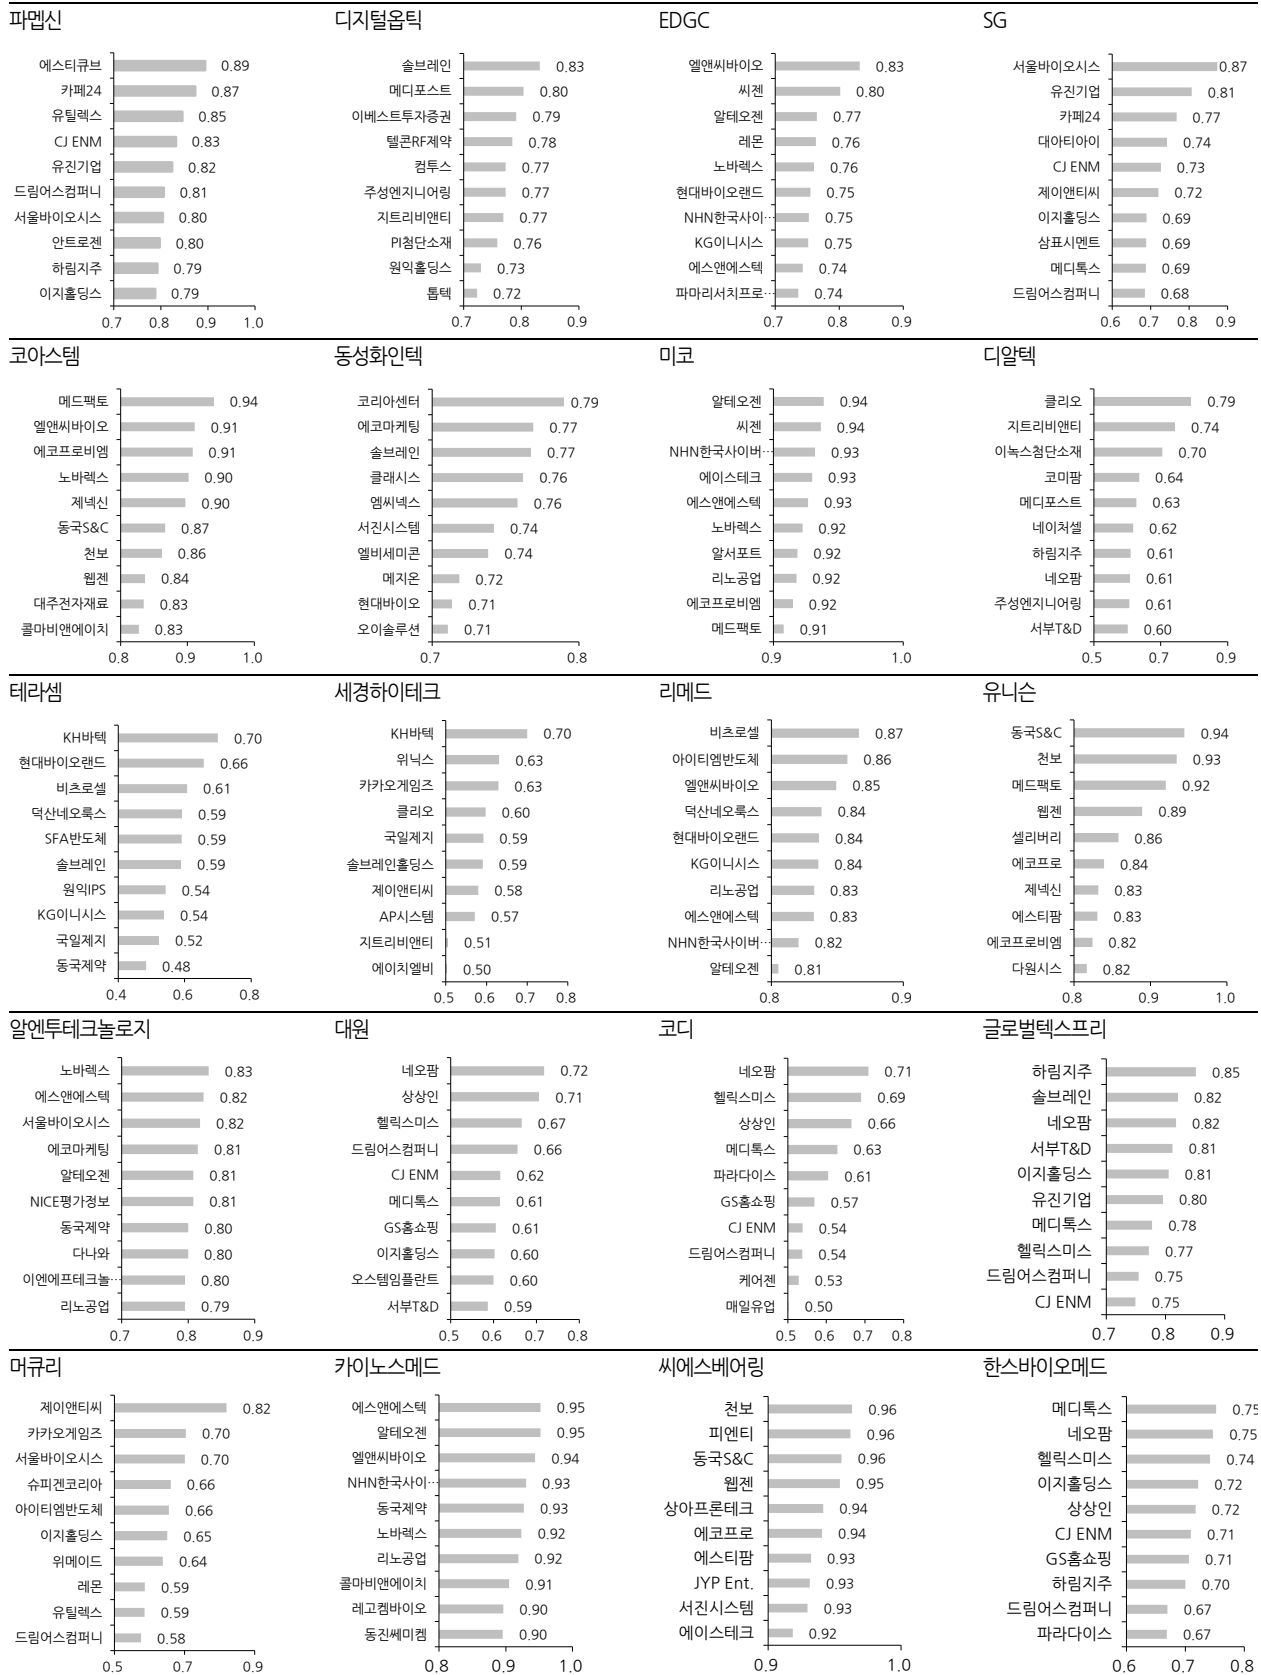 파멥신
에스티큐브 0.89
카페24 0.87
유틸렉스 0.85
CJ ENM 0.83
유진기업 0.82
드림어스컴퍼니 0.81
서울바이오시스 0.80
안트로젠 0.80
하림지주 0.79
이지홀딩스 0.79
0.7 0.8 0.9 1.0
디지털옵틱
솔브레인 0.83
메디포스트 0.80
이베스트투자증권 0.79
텔콘RF제약 0.78
컴투스 0.77
주성엔지니어링 0.77
지트리비앤티 0.77
PI첨단소재 0.76
원익홀딩스 0.73
톱텍 0.72
0.7 0.8 0.9
EDGC
엘앤씨바이오 0.83
씨젠 0.80
알테오젠 0.77
레몬 0.76
노바렉스 0.76
현대바이오랜드 0.75
NHN한국사이… 0.75
KG이니시스 0.75
에스앤에스텍 0.74
파마리서치프로… 0.74
0.7 0.8 0.9
SG
서울바이오시스 0.87
유진기업 0.81
카페24 0.77
대아티아이 0.74
CJ ENM 0.73
제이앤티씨 0.72
이지홀딩스 0.69
삼표시멘트 0.69
메디톡스 0.69
드림어스컴퍼니 0.68
0.6 0.7 0.8 0.9
코아스템
메드팩토 0.94
엘앤씨바이오 0.91
에코프로비엠 0.91
노바렉스 0.90
제넥신 0.90
동국S&C 0.87
천보 0.86
웹젠 0.84
대주전자재료 0.83
콜마비앤에이치 0.83
0.8 0.9 1.0
동성화인텍
코리아센터 0.79
에코마케팅 0.77
솔브레인 0.77
클래시스 0.76
엠씨넥스 0.76
서진시스템 0.74
엘비세미콘 0.74
메지온 0.72
현대바이오 0.71
오이솔루션 0.71
0.7 0.8
미코
알테오젠 0.94
씨젠 0.94
NHN한국사이버… 0.93
에이스테크 0.93
에스앤에스텍 0.93
노바렉스 0.92
알서포트 0.92
리노공업 0.92
에코프로비엠 0.92
메드팩토 0.91
0.9 1.0
디알텍
클리오 0.79
지트리비앤티 0.74
이녹스첨단소재 0.70
코미팜 0.64
메디포스트 0.63
네이처셀 0.62
하림지주 0.61
네오팜 0.61
주성엔지니어링 0.61
서부T&D 0.60
0.5 0.7 0.9
테라셈
KH바텍 0.70
현대바이오랜드 0.66
비츠로셀 0.61
덕산네오룩스 0.59
SFA반도체 0.59
솔브레인 0.59
원익IPS 0.54
KG이니시스 0.54
국일제지 0.52
동국제약 0.48
0.4 0.6 0.8
세경하이테크
KH바텍 0.70
위닉스 0.63
카카오게임즈 0.63
클리오 0.60
국일제지 0.59
솔브레인홀딩스 0.59
제이앤티씨 0.58
AP시스템 0.57
지트리비앤티 0.51
에이치엘비 0.50
0.5 0.6 0.7 0.8
리메드
비츠로셀 0.87
아이티엠반도체 0.86
엘앤씨바이오 0.85
덕산네오룩스 0.84
현대바이오랜드 0.84
KG이니시스 0.84
리노공업 0.83
에스앤에스텍 0.83
NHN한국사이버… 0.82
알테오젠 0.81
0.8 0.9
유니슨
동국S&C 0.94
천보 0.93
메드팩토 0.92
웹젠 0.89
셀리버리 0.86
에코프로 0.84
제넥신 0.83
에스티팜 0.83
에코프로비엠 0.82
다원시스 0.82
0.8 0.9 1.0
알엔투테크놀로지
노바렉스 0.83
에스앤에스텍 0.82
서울바이오시스 0.82
에코마케팅 0.81
알테오젠 0.81
NICE평가정보 0.81
동국제약 0.80
다나와 0.80
이엔에프테크놀… 0.80
리노공업 0.79
0.7 0.8 0.9
대원
네오팜 0.72
상상인 0.71
헬릭스미스 0.67
드림어스컴퍼니 0.66
CJ ENM 0.62
메디톡스 0.61
GS홈쇼핑 0.61
이지홀딩스 0.60
오스템임플란트 0.60
서부T&D 0.59
0.5 0.6 0.7 0.8
코디
네오팜 0.71
헬릭스미스 0.69
상상인 0.66
메디톡스 0.63
파라다이스 0.61
GS홈쇼핑 0.57
CJ ENM 0.54
드림어스컴퍼니 0.54
케어젠 0.53
매일유업 0.50
0.5 0.6 0.7 0.8
글로벌텍스프리
하림지주 0.85
솔브레인 0.82
네오팜 0.82
서부T&D 0.81
이지홀딩스 0.81
유진기업 0.80
메디톡스 0.78
헬릭스미스 0.77
드림어스컴퍼니 0.75
CJ ENM 0.75
0.7 0.8 0.9
머큐리
제이앤티씨 0.82
카카오게임즈 0.70
서울바이오시스 0.70
슈피겐코리아 0.66
아이티엠반도체 0.66
이지홀딩스 0.65
위메이드 0.64
레몬 0.59
유틸렉스 0.59
드림어스컴퍼니 0.58
0.5 0.7 0.9
카이노스메드
에스앤에스텍 0.95
알테오젠 0.95
엘앤씨바이오 0.94
NHN한국사이… 0.93
동국제약 0.93
노바렉스 0.92
리노공업 0.92
콜마비앤에이치 0.91
레고켐바이오 0.90
동진쎄미켐 0.90
0.8 0.9 1.0
씨에스베어링
천보 0.96
피엔티 0.96
동국S&C 0.96
웹젠 0.95
상아프론테크 0.94
에코프로 0.94
에스티팜 0.93
JYP Ent. 0.93
서진시스템 0.93
에이스테크 0.92
0.9 1.0
한스바이오메드
메디톡스 0.75
네오팜 0.75
헬릭스미스 0.74
이지홀딩스 0.72
상상인 0.72
CJ ENM 0.71
GS홈쇼핑 0.71
하림지주 0.70
드림어스컴퍼니 0.67
파라다이스 0.67
0.6 0.7 0.8